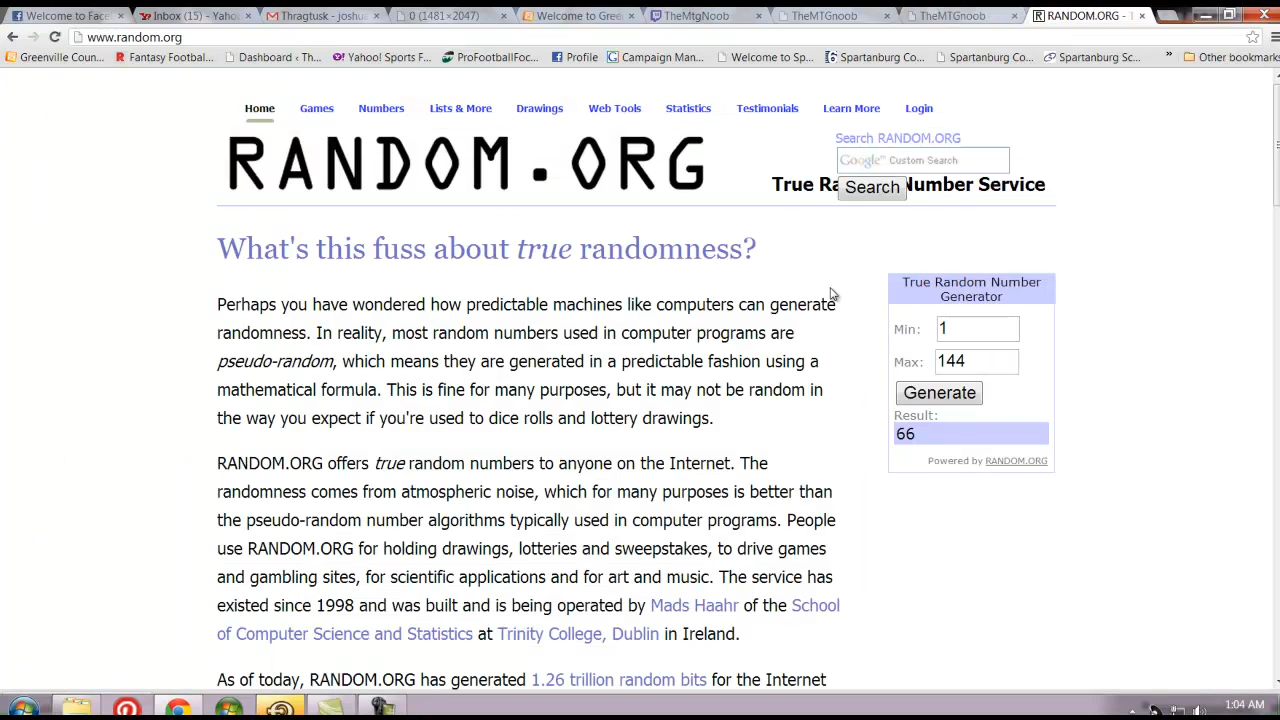 Welcome to Face
Inbox (15) - Yahoo
Thragtusk - joshua
0 (1481×2047)
Welcome to Gree
TheMtgNoob
TheMTGnoob
TheMTGnoob
RANDOM.ORG - T
www.random.org
Greenville Coun...
Fantasy Footbal...
Dashboard ‹ Th...
Yahoo! Sports F...
ProFootballFoc...
Profile
Campaign Man...
Welcome to Sp...
Spartanburg Co...
Spartanburg Co...
Spartanburg Sc...
»
Other bookmarks
Home
Games
Numbers
Lists & More
Drawings
Web Tools
Statistics
Testimonials
Learn More
Login
RANDOM.ORG
Search RANDOM.ORG
Google™ Custom Search
Search
True Ra
Number Service
What's this fuss about true randomness?
Perhaps you have wondered how predictable machines like computers can generate
randomness. In reality, most random numbers used in computer programs are
pseudo-random, which means they are generated in a predictable fashion using a
mathematical formula. This is fine for many purposes, but it may not be random in
the way you expect if you're used to dice rolls and lottery drawings.
RANDOM.ORG offers true random numbers to anyone on the Internet. The
randomness comes from atmospheric noise, which for many purposes is better than
the pseudo-random number algorithms typically used in computer programs. People
use RANDOM.ORG for holding drawings, lotteries and sweepstakes, to drive games
and gambling sites, for scientific applications and for art and music. The service has
existed since 1998 and was built and is being operated by Mads Haahr of the School
of Computer Science and Statistics at Trinity College, Dublin in Ireland.
As of today, RANDOM.ORG has generated 1.26 trillion random bits for the Internet
True Random Number
Generator
Min: 1
Max: 144
Generate
Result:
66
Powered by RANDOM.ORG
1:04 AM